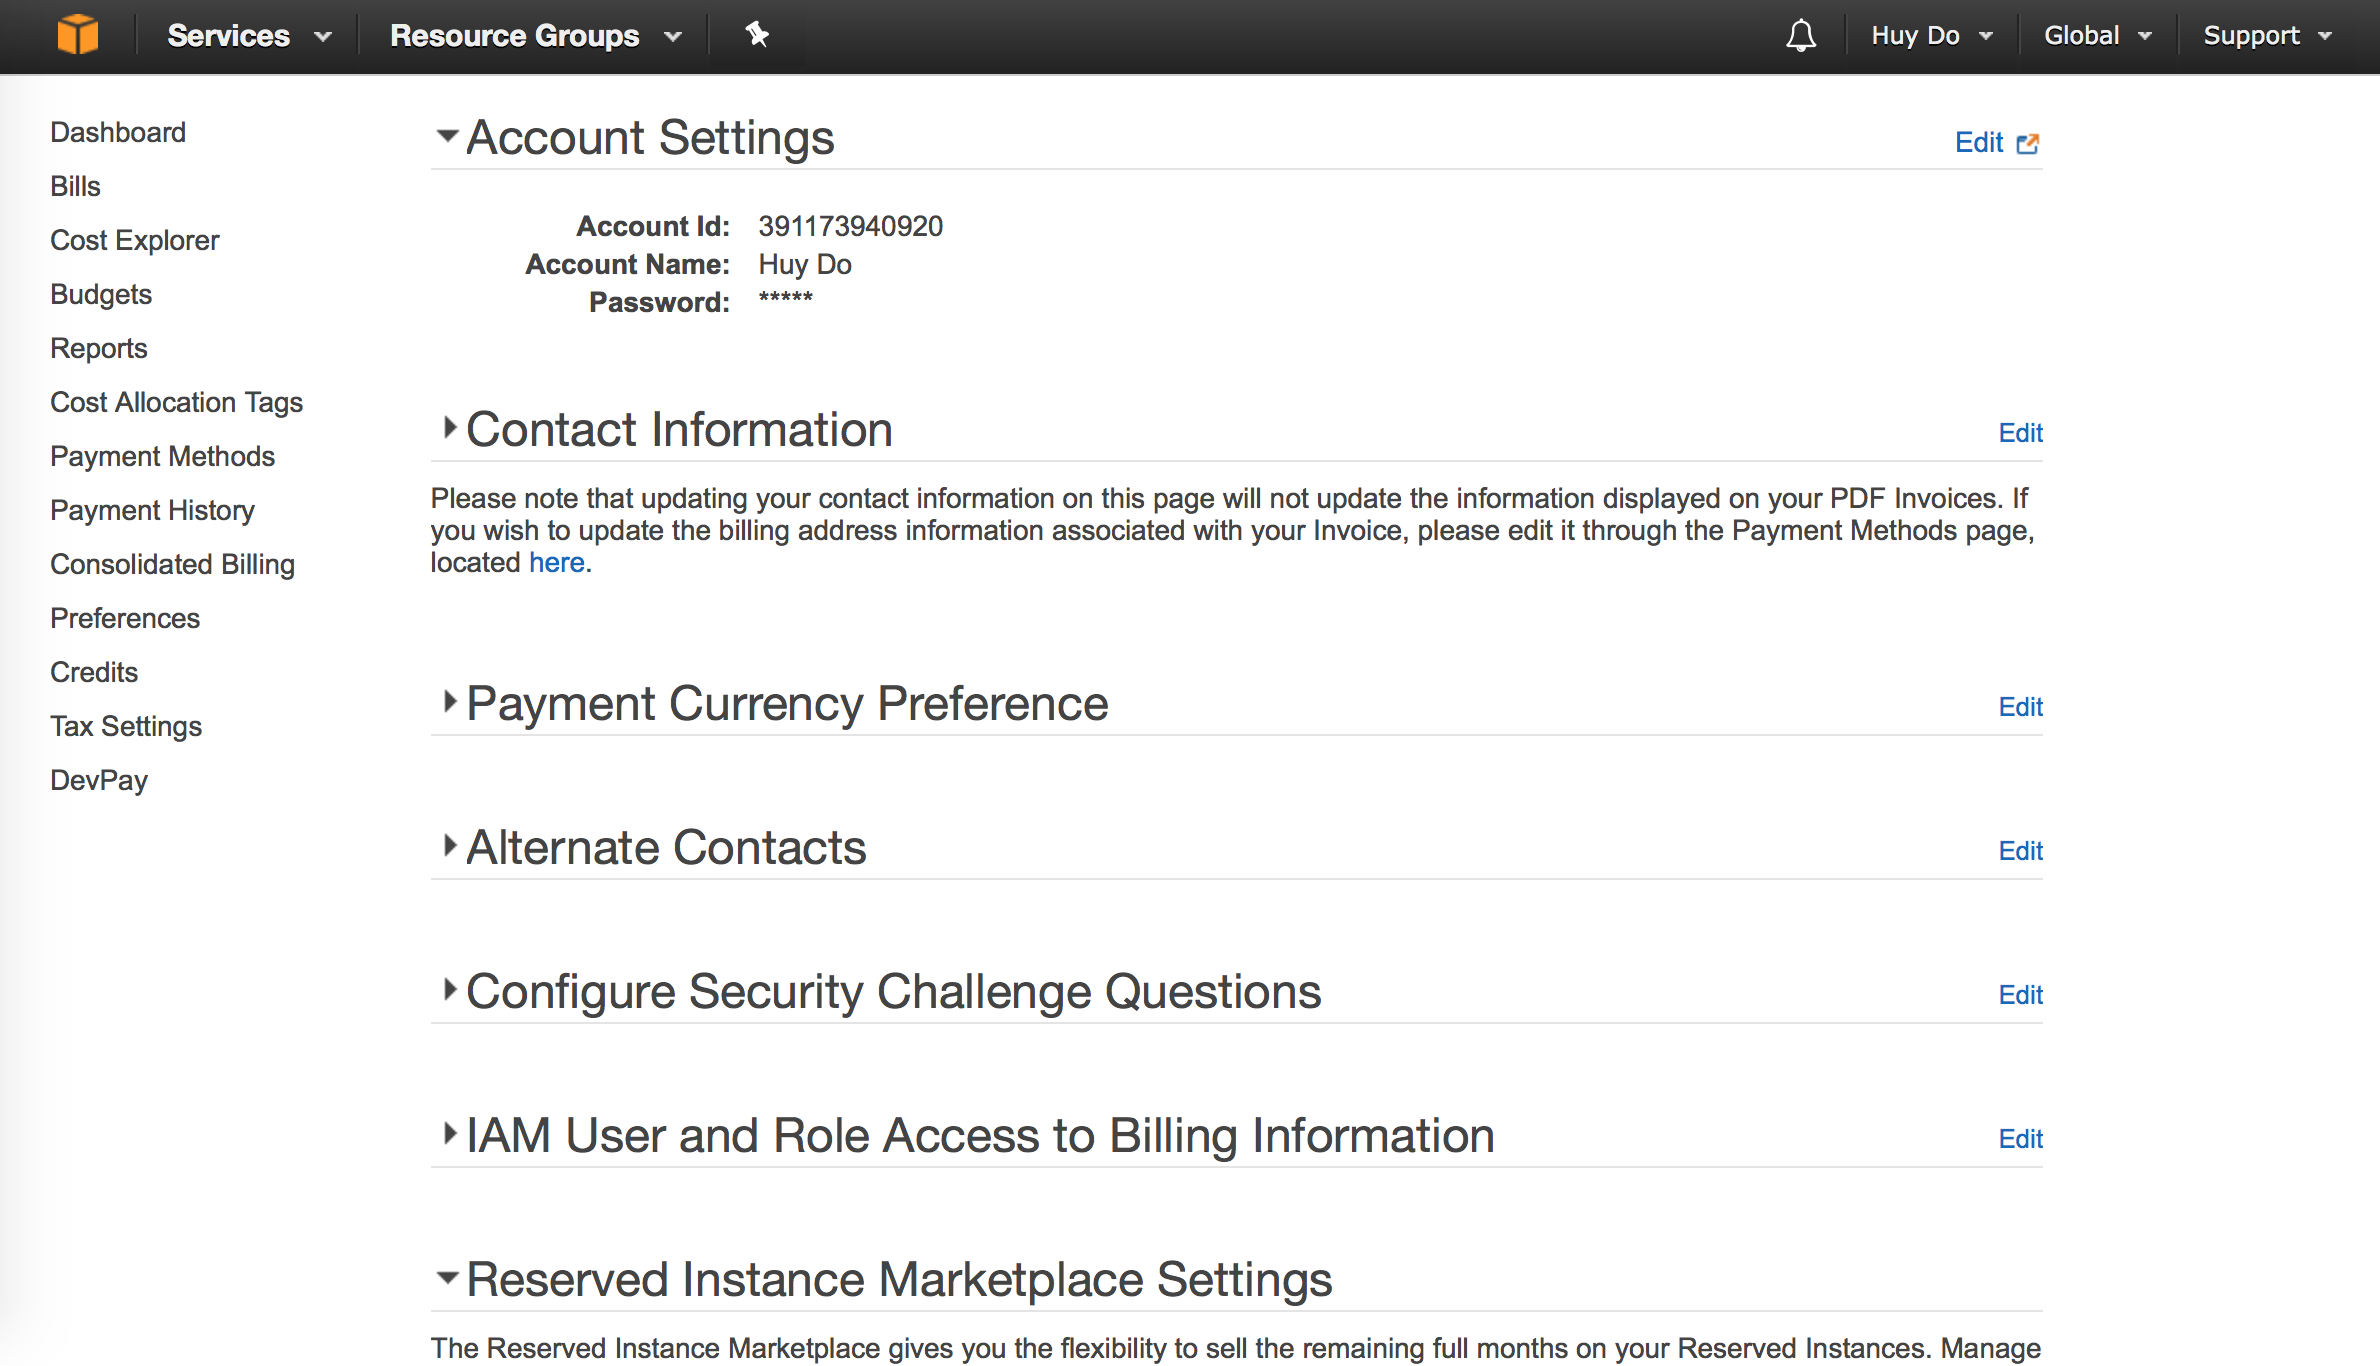 Services
Resource Groups
Huy Do
Global
Support
Dashboard
Bills
Cost Explorer
Budgets
Reports
Cost Allocation Tags
Payment Methods
Payment History
Consolidated Billing
Preferences
Credits
Tax Settings
DevPay
Account Settings
Edit
Account Id: 391173940920
Account Name: Huy Do
Password: *****
Contact Information
Edit
Please note that updating your contact information on this page will not update the information displayed on your PDF Invoices. If
you wish to update the billing address information associated with your Invoice, please edit it through the Payment Methods page,
located here.
Payment Currency Preference
Edit
Alternate Contacts
Edit
Configure Security Challenge Questions
Edit
IAM User and Role Access to Billing Information
Edit
Reserved Instance Marketplace Settings
The Reserved Instance Marketplace gives you the flexibility to sell the remaining full months on your Reserved Instances. Manage